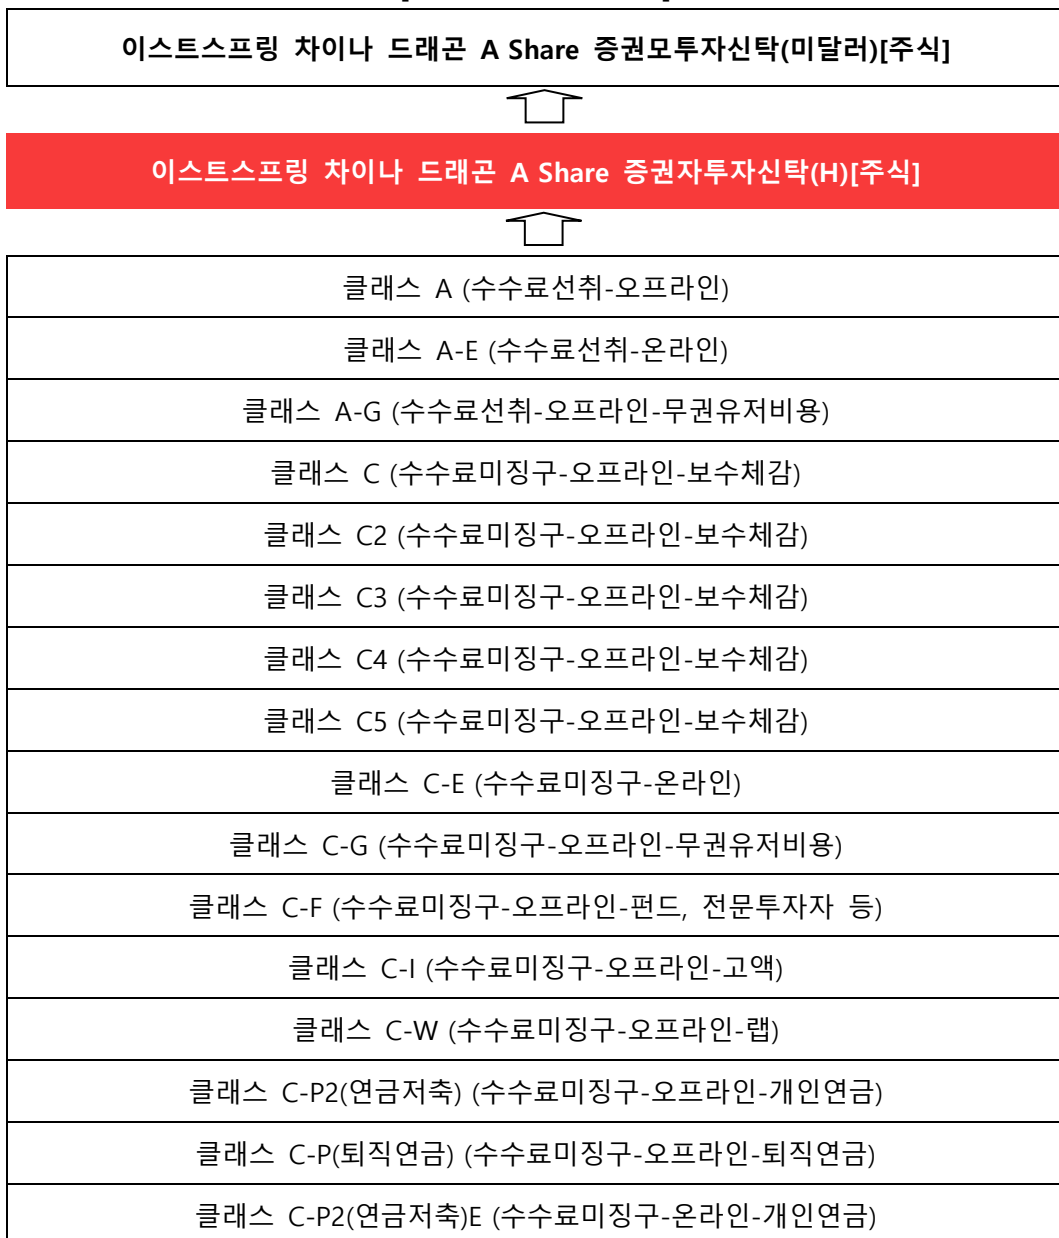 이스트스프링 차이나 드래곤 A Share 증권모투자신탁(미달러)[주식]
이스트스프링 차이나 드래곤 A Share 증권자투자신탁(H)[주식]
클래스 A (수수료선취-오프라인)
클래스 A-E (수수료선취-온라인)
클래스 A-G (수수료선취-오프라인-무권유저비용)
클래스 C (수수료미징구-오프라인-보수체감)
클래스 C2 (수수료미징구-오프라인-보수체감)
클래스 C3 (수수료미징구-오프라인-보수체감)
클래스 C4 (수수료미징구-오프라인-보수체감)
클래스 C5 (수수료미징구-오프라인-보수체감)
클래스 C-E (수수료미징구-온라인)
클래스 C-G (수수료미징구-오프라인-무권유저비용)
클래스 C-F (수수료미징구-오프라인-펀드, 전문투자자 등)
클래스 C-I (수수료미징구-오프라인-고액)
클래스 C-W (수수료미징구-오프라인-랩)
클래스 C-P2(연금저축) (수수료미징구-오프라인-개인연금)
클래스 C-P(퇴직연금) (수수료미징구-오프라인-퇴직연금)
클래스 C-P2(연금저축)E (수수료미징구-온라인-개인연금)